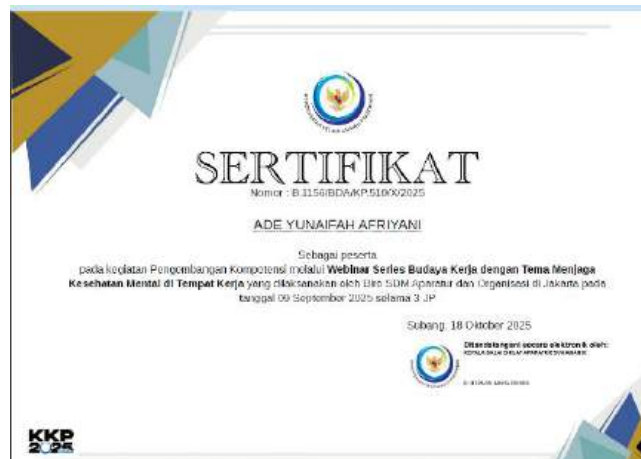 SERTIFIKAT
Nomor : B.1156/BDA/KP.510/X/2025
ADE YUNAIFAH AFRIYANI
Sebagai peserta
pada kegiatan Pengembangan Kompetensi melalui Webinar Series Budaya Kerja dengan Tema Menjaga
Kesehatan Mental di Tempat Kerja yang dilaksanakan oleh Biro SDM Aparatur dan Organisasi di Jakarta pada
tanggal 09 September 2025 selama 3 JP
Subang, 18 Oktober 2025
Ditandatangani secara elektronik oleh:
KKP
2025